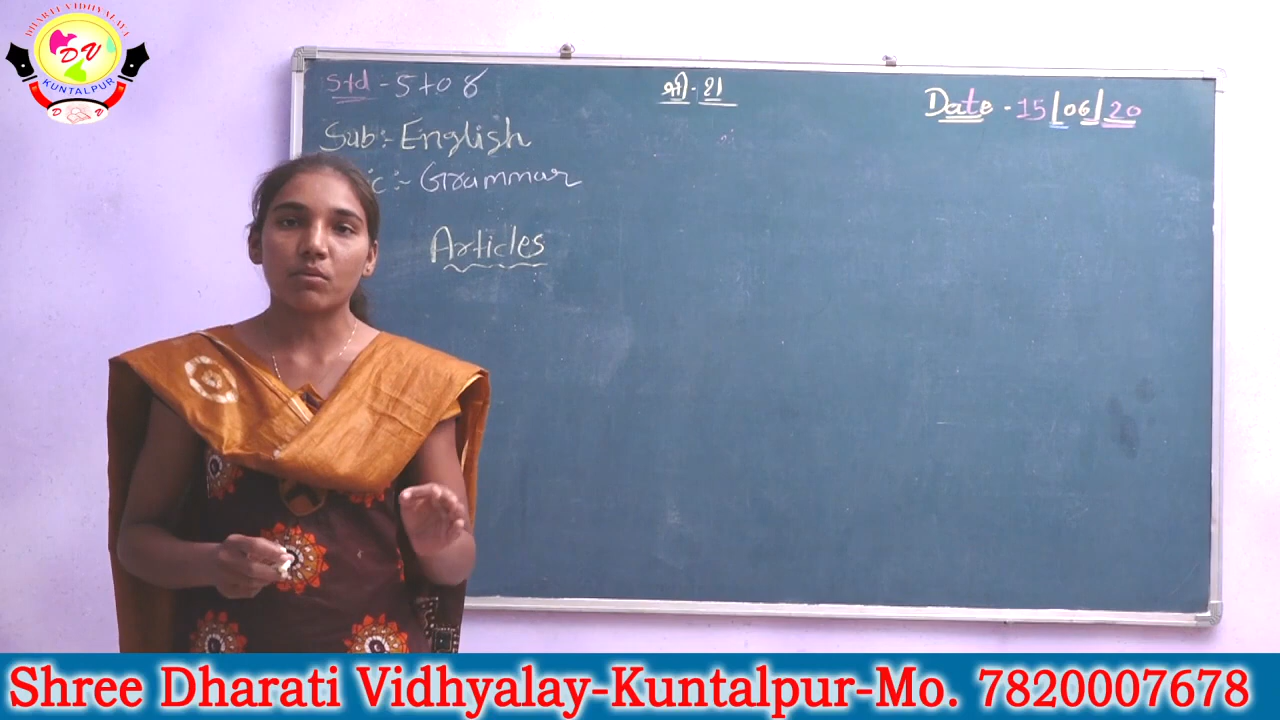 DHARATI VIDHYALAYA
DV
KUNTALPUR
D V
Std - 5 to 8
શ્રી - ૧।
Date - 15/06/20
Sub :- English
c :- Grammar
Articles
Shree Dharati Vidhyalay-Kuntalpur-Mo. 7820007678